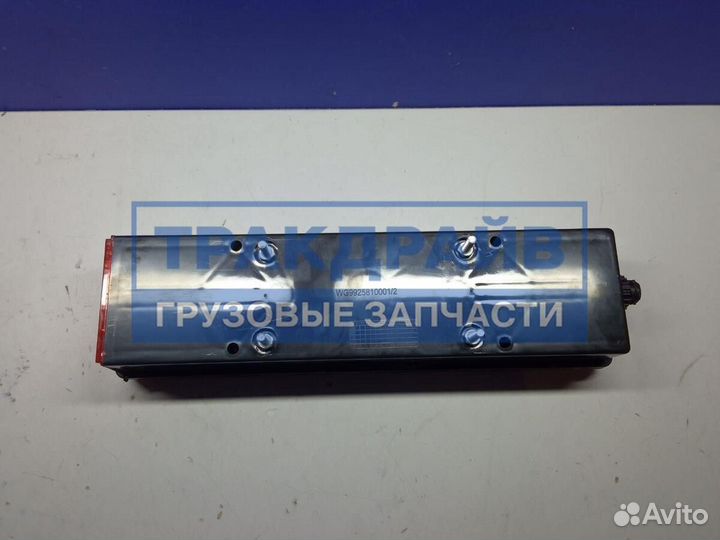 ТРАКДРАЙВ
WG9925810001/2
ГРУЗОВЫЕ ЗАПЧАСТИ
Avito